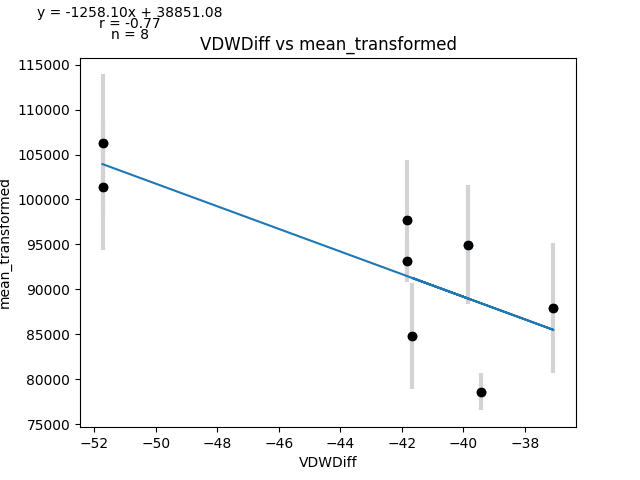 y = -1258.10x + 38851.08
r = -0.77
n = 8
VDWDiff vs mean_transformed
115000
110000
105000
100000
95000
90000
85000
80000
75000
mean_transformed
−52
−50
−48
−46
−44
−42
−40
−38
VDWDiff